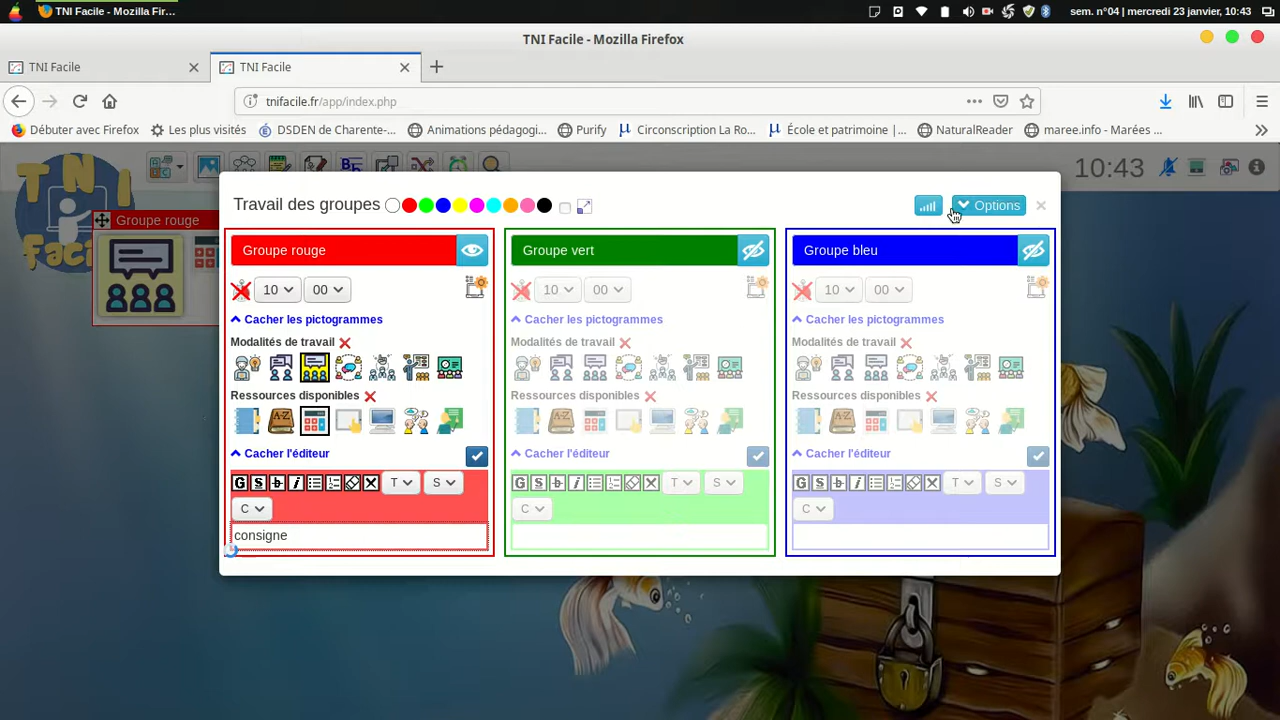 TNI Facile - Mozilla Fir...
sem. n°04 | mercredi 23 janvier, 10:43
TNI Facile - Mozilla Firefox
TNI Facile
TNI Facile
tnifacile.fr/app/index.php
Débuter avec Firefox
Les plus visités
DSDEN de Charente-...
Animations pédagogi...
Purify
Circonscription La Ro...
École et patrimoine |...
NaturalReader
maree.info - Marées ...
TNI
Facile
10:43
Groupe rouge
Travail des groupes
Options
Groupe rouge
Groupe vert
Groupe bleu
10 00
10 00
10 00
Cacher les pictogrammes
Cacher les pictogrammes
Cacher les pictogrammes
Modalités de travail
Modalités de travail
Modalités de travail
Ressources disponibles
Ressources disponibles
Ressources disponibles
Cacher l'éditeur
Cacher l'éditeur
Cacher l'éditeur
G S b i T S
G S b i T S
G S b i T S
C
C
C
consigne